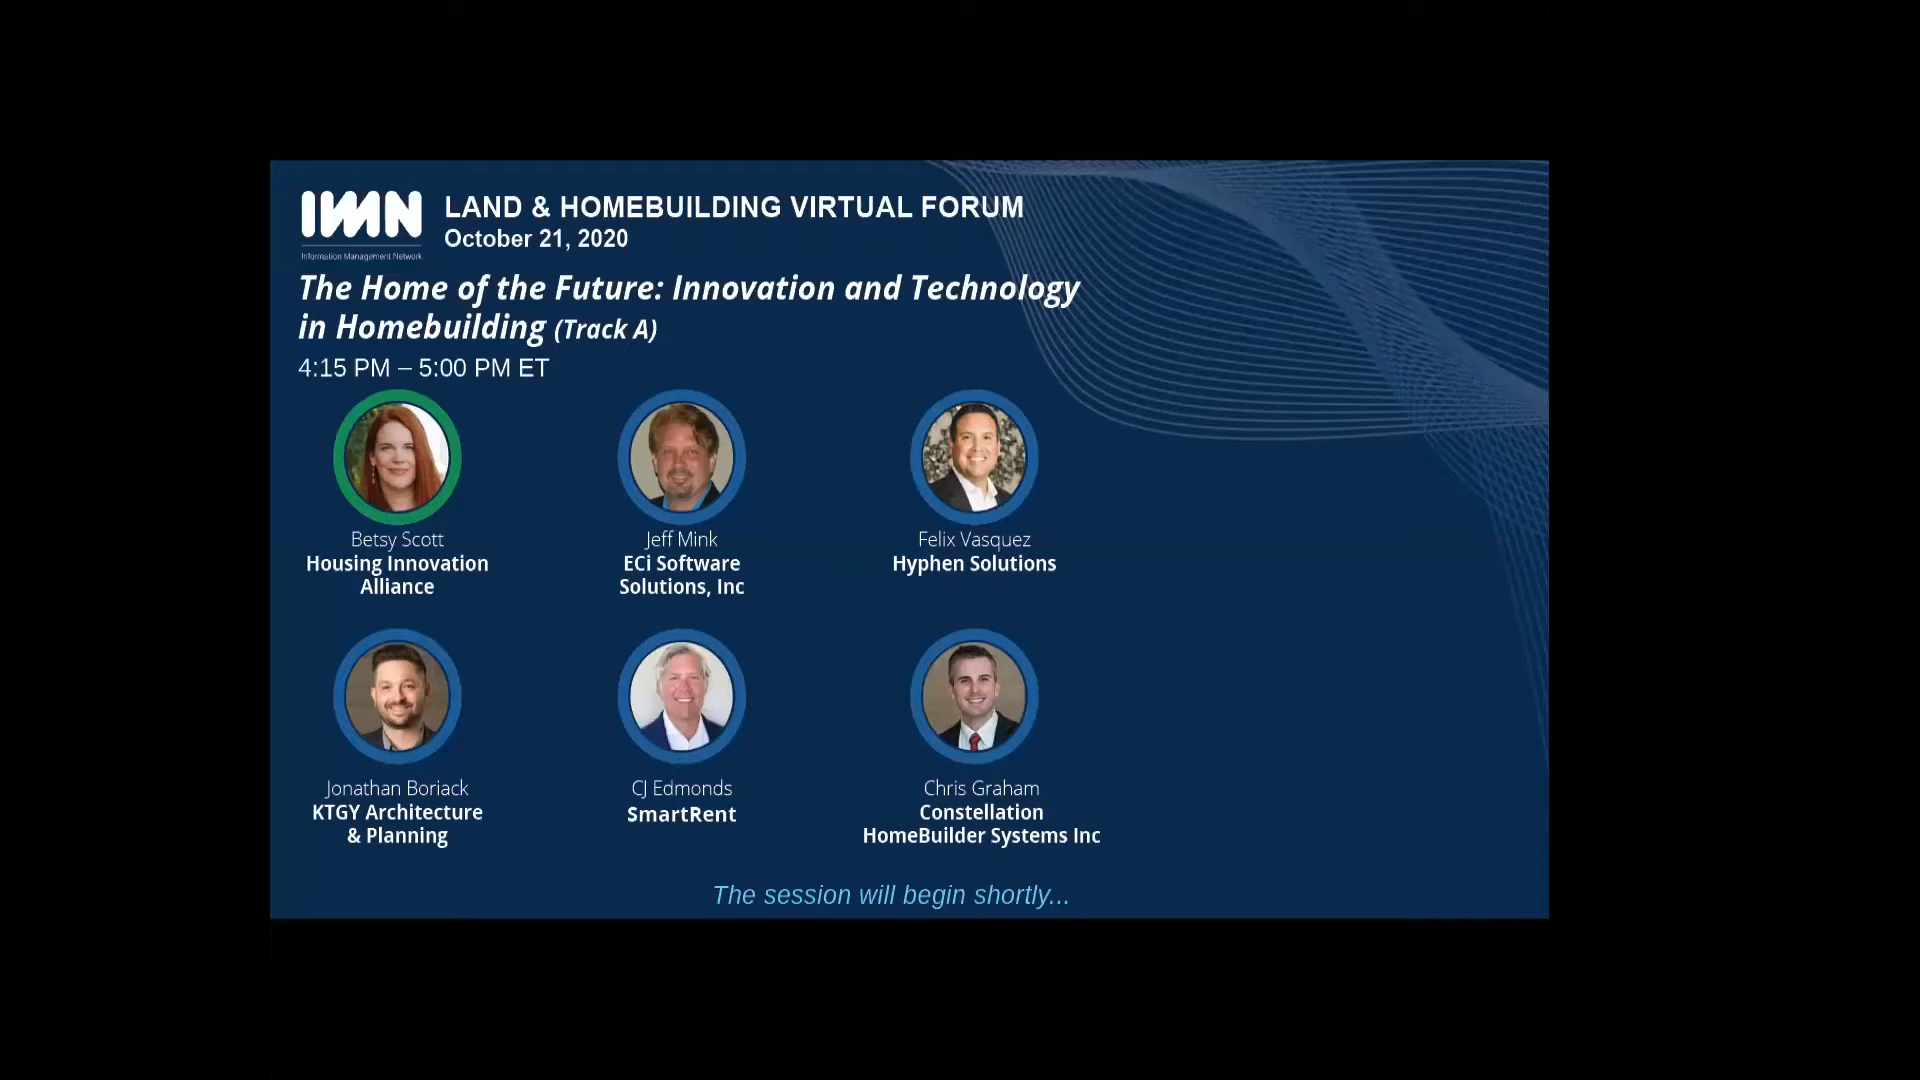 IMN
Information Management Network
LAND & HOMEBUILDING VIRTUAL FORUM
October 21, 2020
The Home of the Future: Innovation and Technology
in Homebuilding (Track A)
4:15 PM – 5:00 PM ET
Betsy Scott
Housing Innovation
Alliance
Jeff Mink
ECi Software
Solutions, Inc
Felix Vasquez
Hyphen Solutions
Jonathan Boriack
KTGY Architecture
& Planning
CJ Edmonds
SmartRent
Chris Graham
Constellation
HomeBuilder Systems Inc
The session will begin shortly...